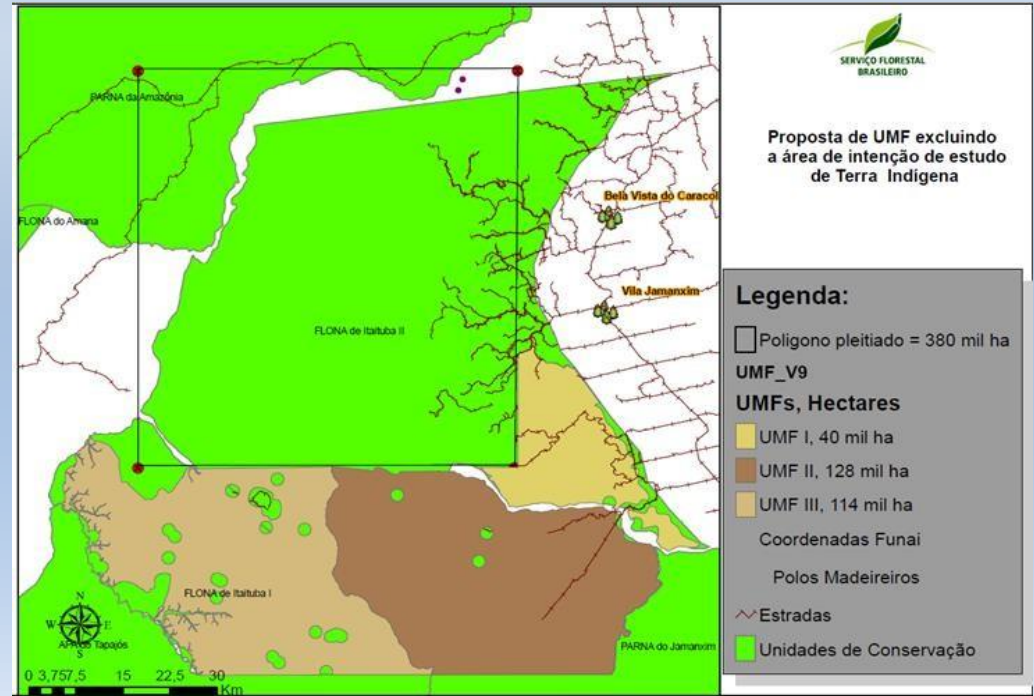 PARNA da Amazônia
FLONA do Amana
Bela Vista do Caracol
Vila Jamanxim
FLONA de Itaituba II
FLONA de Itaituba I
N
W E
S
APA do Tapajós
PARNA do Jamanxim
0 3,757,5 15 22,5 30
Km
SERVIÇO FLORESTAL
BRASILEIRO
Proposta de UMF excluindo
a área de intenção de estudo
de Terra Indígena
Legenda:
Poligono pleitiado = 380 mil ha
UMF_V9
UMFs, Hectares
UMF I, 40 mil ha
UMF II, 128 mil ha
UMF III, 114 mil ha
Coordenadas Funai
Polos Madeireiros
Estradas
Unidades de Conservação